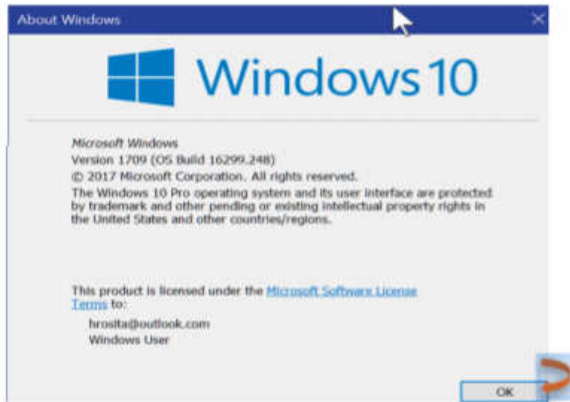 About Windows
Windows 10
Microsoft Windows
Version 1709 (OS Build 16299.248)
© 2017 Microsoft Corporation. All rights reserved.
The Windows 10 Pro operating system and its user interface are protected
by trademark and other pending or existing intellectual property rights in
the United States and other countries/regions.
This product is licensed under the Microsoft Software License
Terms to:
hrosita@outlook.com
Windows User
OK